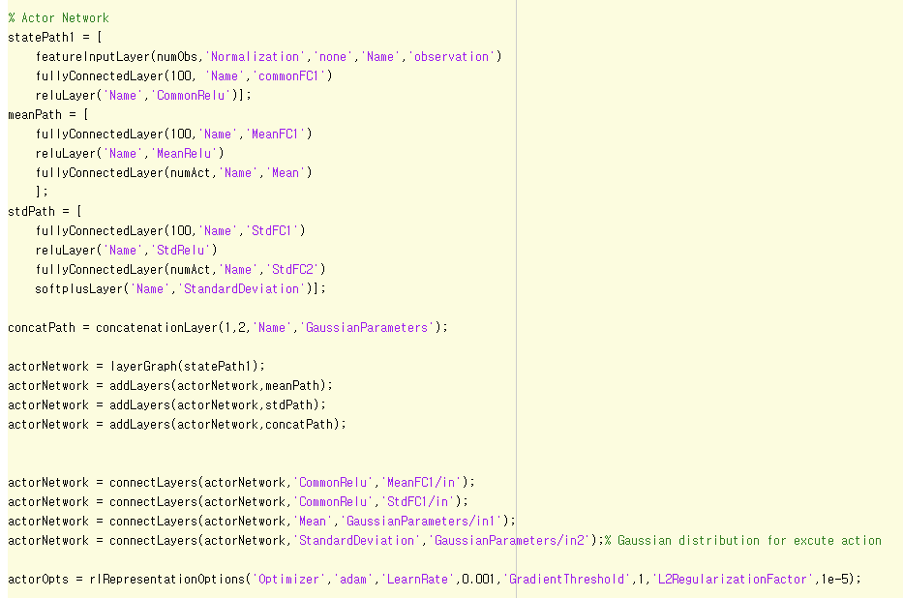 % Actor Network
statePath1 = [
    featureInputLayer(numObs,'Normalization','none','Name','observation')
    fullyConnectedLayer(100, 'Name','commonFC1')
    reluLayer('Name','CommonRelu')];
meanPath = [
    fullyConnectedLayer(100,'Name','MeanFC1')
    reluLayer('Name','MeanRelu')
    fullyConnectedLayer(numAct,'Name','Mean')
    ];
stdPath = [
    fullyConnectedLayer(100,'Name','StdFC1')
    reluLayer('Name','StdRelu')
    fullyConnectedLayer(numAct,'Name','StdFC2')
    softplusLayer('Name','StandardDeviation')];
concatPath = concatenationLayer(1,2,'Name','GaussianParameters');
actorNetwork = layerGraph(statePath1);
actorNetwork = addLayers(actorNetwork,meanPath);
actorNetwork = addLayers(actorNetwork,stdPath);
actorNetwork = addLayers(actorNetwork,concatPath);
actorNetwork = connectLayers(actorNetwork,'CommonRelu','MeanFC1/in');
actorNetwork = connectLayers(actorNetwork,'CommonRelu','StdFC1/in');
actorNetwork = connectLayers(actorNetwork,'Mean','GaussianParameters/in1');
actorNetwork = connectLayers(actorNetwork,'StandardDeviation','GaussianParameters/in2');% Gaussian distribution for excute action
actorOpts = rlRepresentationOptions('Optimizer','adam','LearnRate',0.001,'GradientThreshold',1,'L2RegularizationFactor',1e-5);